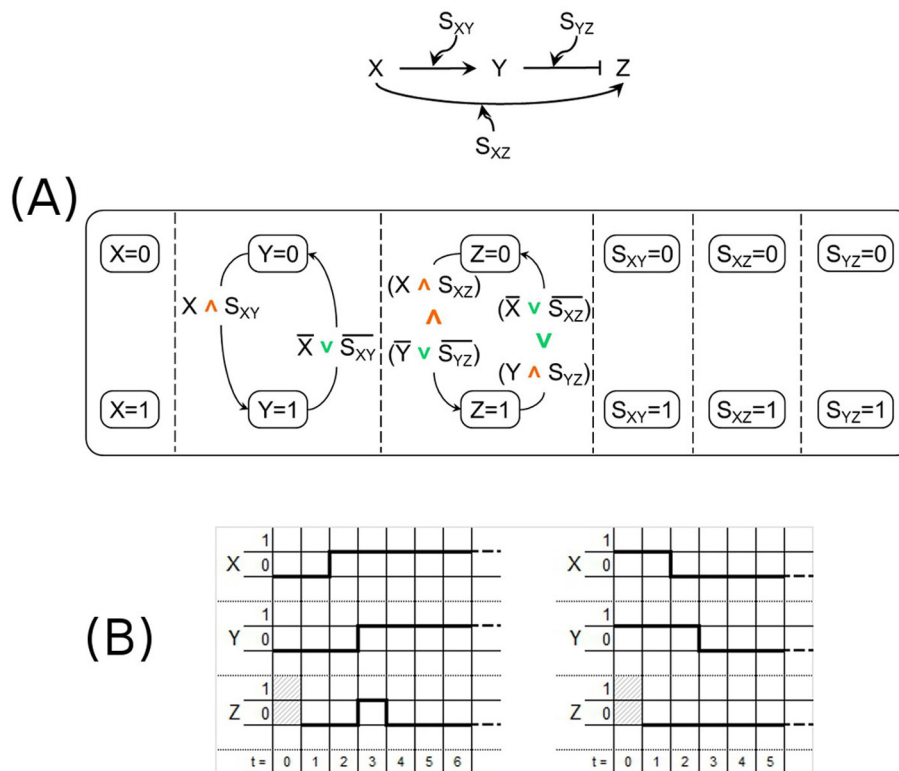 S_XY S_YZ
X Y Z
S_XZ
(A)
X=0 Y=0 Z=0 S_XY=0 S_XZ=0 S_YZ=0
(X ∧ S_XZ)
X ∧ S_XY ∧ (X̅ ∨ S̅_XZ̅)
X̅ ∨ S̅_XY̅ (Y̅ ∨ S̅_YZ̅) ∨
(Y ∧ S_YZ)
X=1 Y=1 Z=1 S_XY=1 S_XZ=1 S_YZ=1
(B)
X 1 0
Y 1 0
Z 1 0
t = 0 1 2 3 4 5 6
X 1 0
Y 1 0
Z 1 0
t = 0 1 2 3 4 5